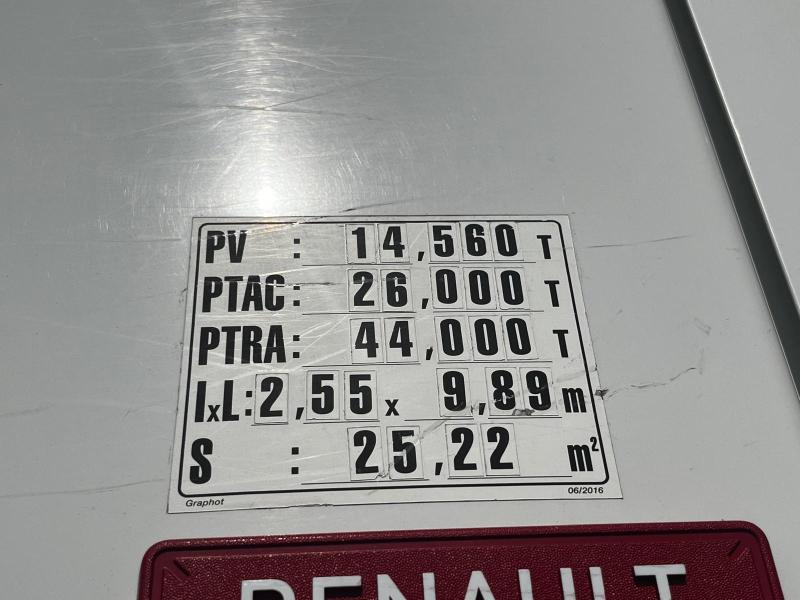 PV : 14,560 T
PTAC: 26,000 T
PTRA: 44,000 T
lxL: 2,55 x 9,89 m
S : 25,22 m²
Graphot 06/2016
RENAULT